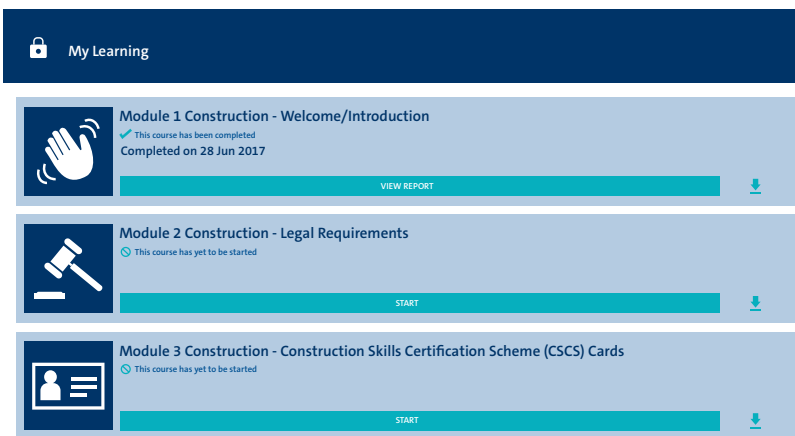 My Learning
Module 1 Construction - Welcome/Introduction
This course has been completed
Completed on 28 Jun 2017
VIEW REPORT
Module 2 Construction - Legal Requirements
This course has yet to be started
START
Module 3 Construction - Construction Skills Certification Scheme (CSCS) Cards
This course has yet to be started
START